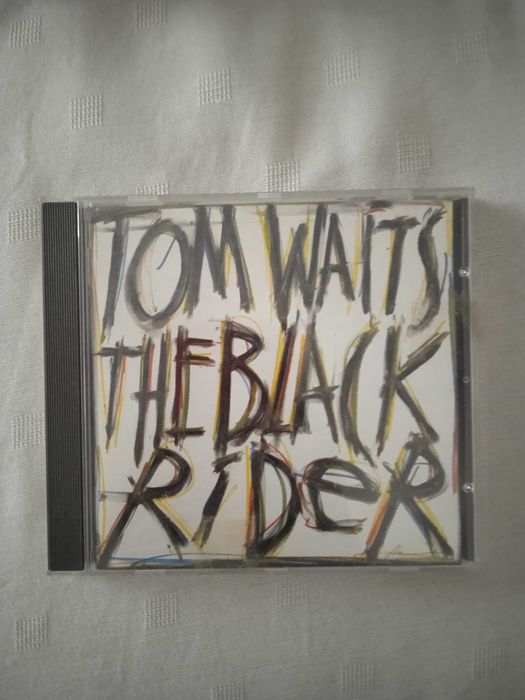 TOM WAITS
THE BLACK
RiDeR